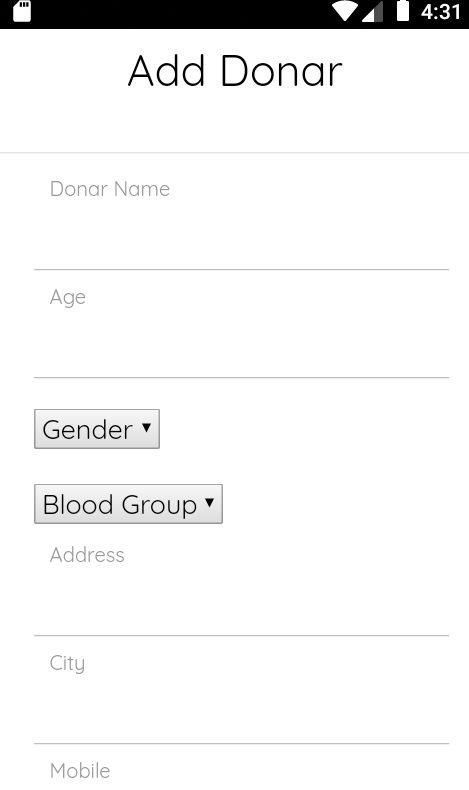 4:31
Add Donar
Donar Name
Age
Gender
Blood Group
Address
City
Mobile